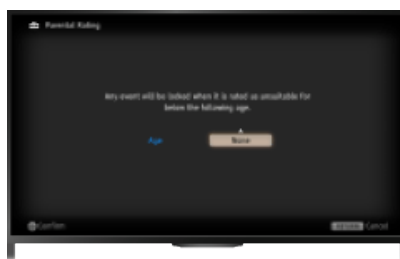 Parental Rating
Any event will be locked when it is rated as unsuitable for
below the following age.
Age
None
Confirm
RETURN Cancel